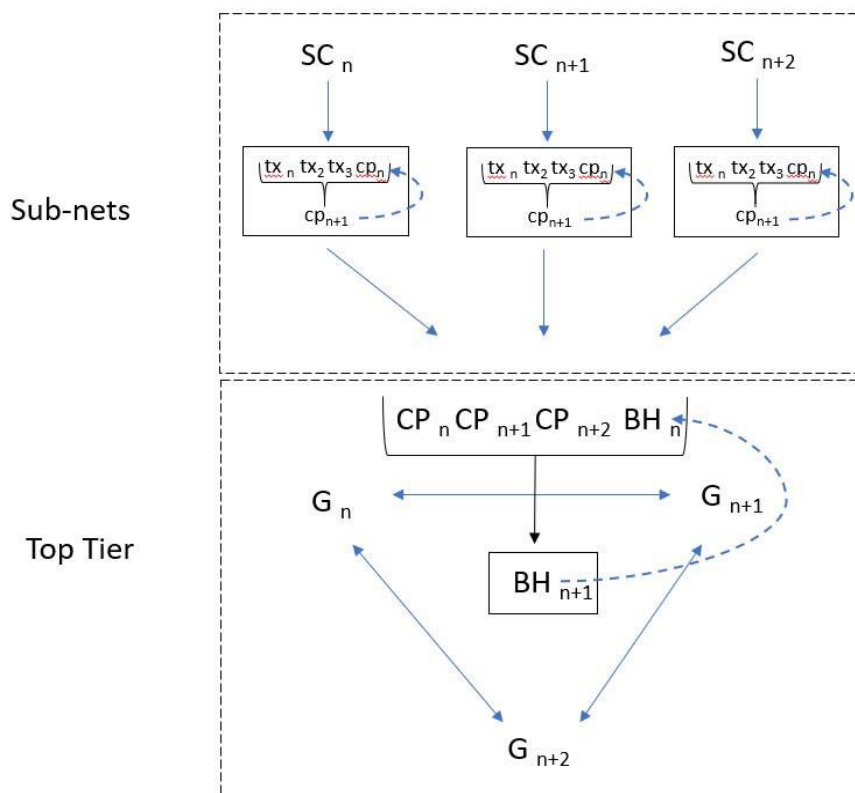 SC n SC n+1 SC n+2
tx n tx2 tx3 cpn tx n tx2 tx3 cpn tx n tx2 tx3 cpn
Sub-nets
cpn+1 cpn+1 cpn+1
CP n CP n+1 CP n+2 BH n
G n G n+1
Top Tier
BH n+1
G n+2